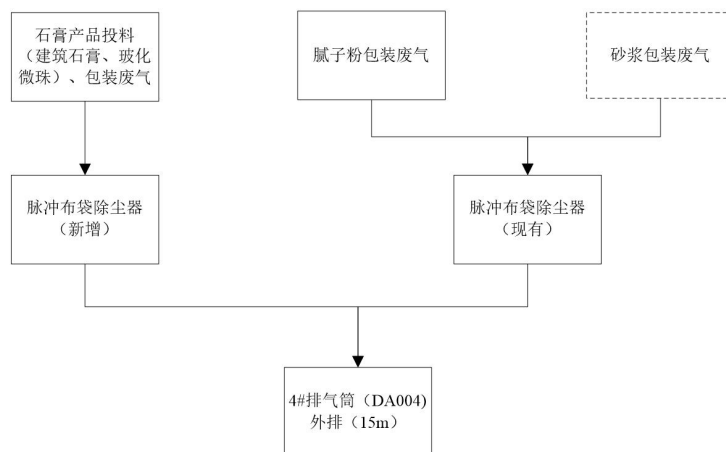 石膏产品投料
（建筑石膏、玻化
微珠）、包装废气
腻子粉包装废气
砂浆包装废气
脉冲布袋除尘器
（新增）
脉冲布袋除尘器
（现有）
4#排气筒（DA004)
外排（15m）